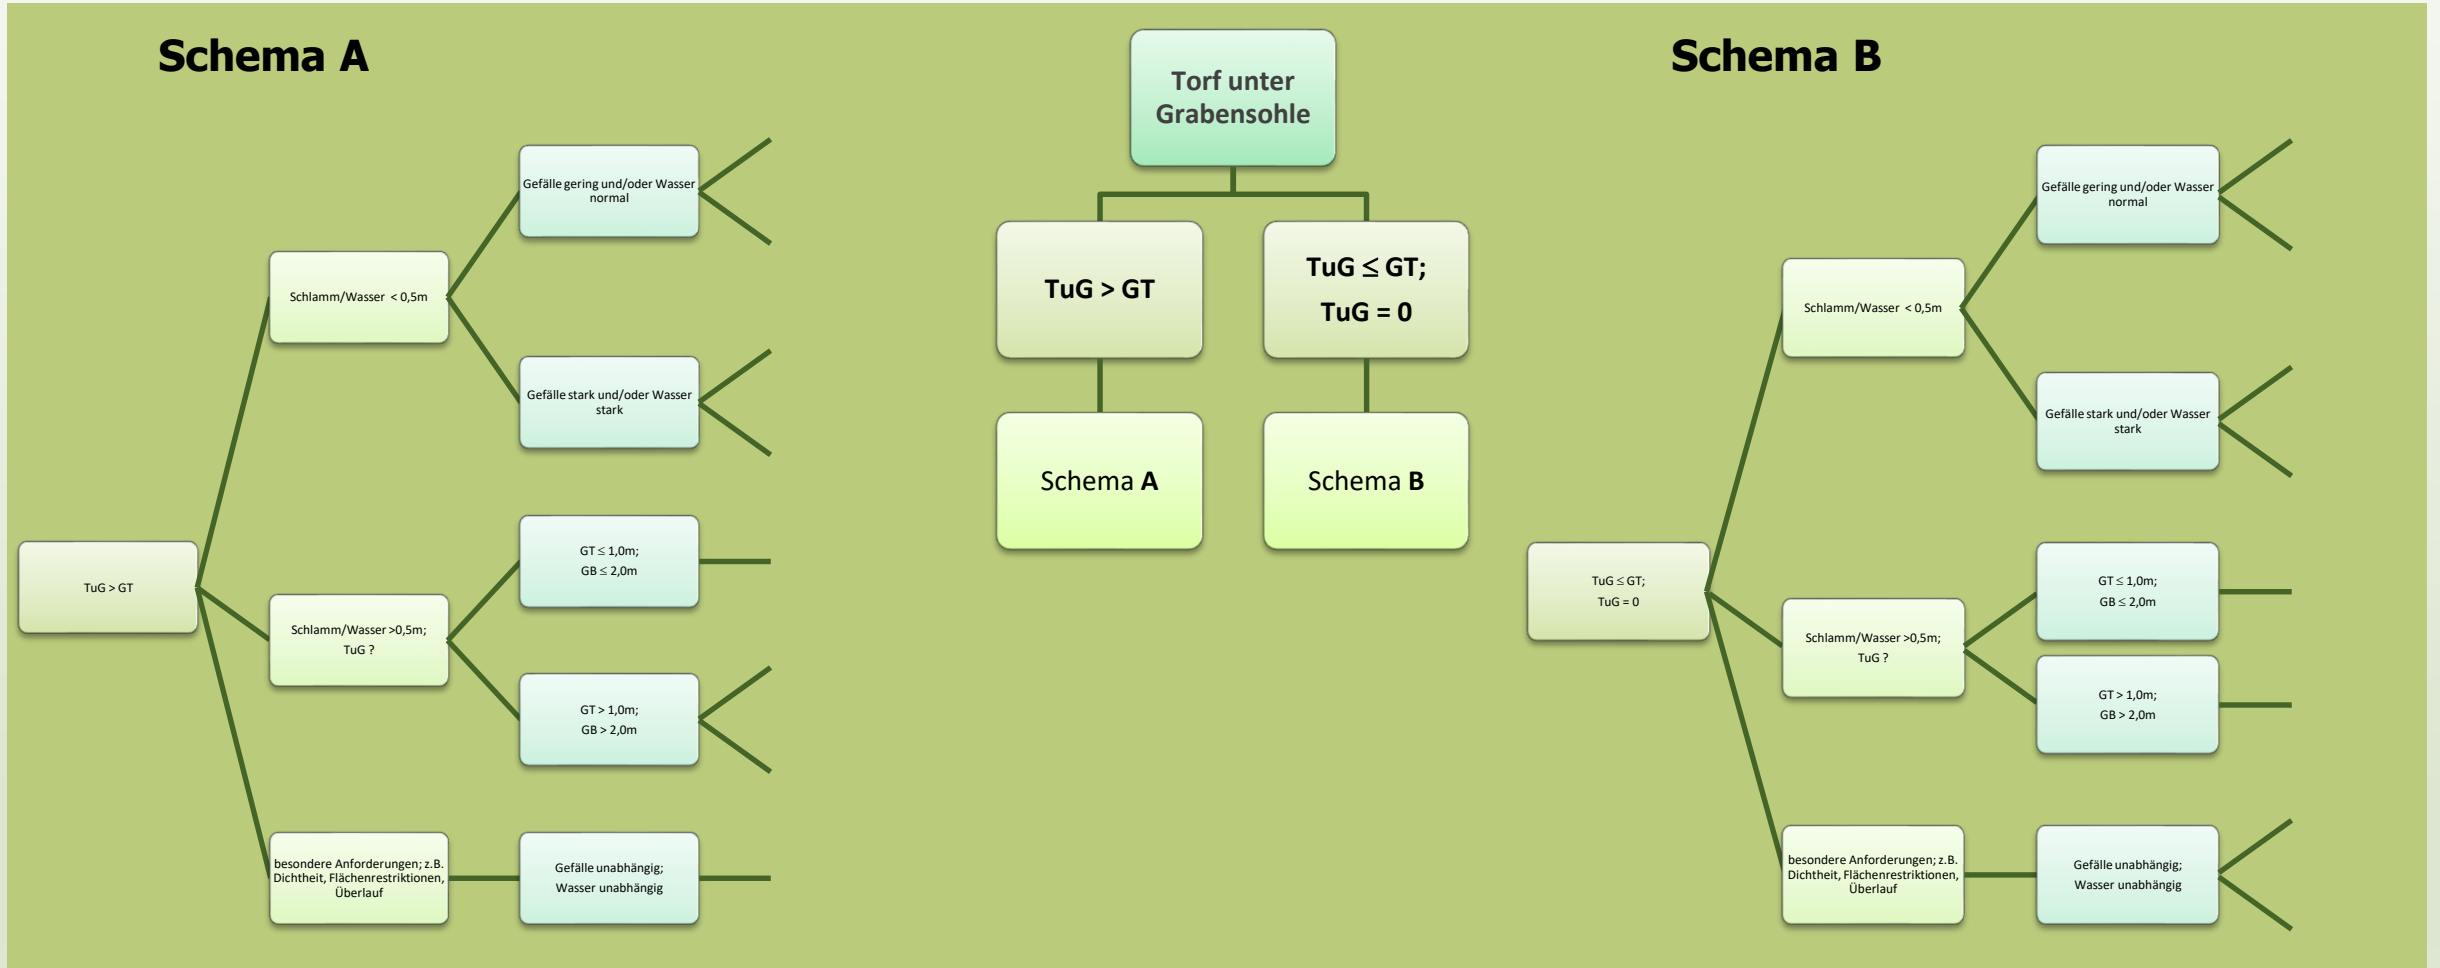 Schema A
Gefälle gering und/oder Wasser
normal
Schlamm/Wasser < 0,5m
Gefälle stark und/oder Wasser
stark
TuG > GT
GT ≤ 1,0m;
GB ≤ 2,0m
Schlamm/Wasser >0,5m;
TuG ?
GT > 1,0m;
GB > 2,0m
besondere Anforderungen; z.B.
Dichtheit, Flächenrestriktionen,
Überlauf
Gefälle unabhängig;
Wasser unabhängig
Torf unter
Grabensohle
TuG > GT
TuG ≤ GT;
TuG = 0
Schema A
Schema B
Schema B
Gefälle gering und/oder Wasser
normal
Schlamm/Wasser < 0,5m
Gefälle stark und/oder Wasser
stark
TuG ≤ GT;
TuG = 0
GT ≤ 1,0m;
GB ≤ 2,0m
Schlamm/Wasser >0,5m;
TuG ?
GT > 1,0m;
GB > 2,0m
besondere Anforderungen; z.B.
Dichtheit, Flächenrestriktionen,
Überlauf
Gefälle unabhängig;
Wasser unabhängig